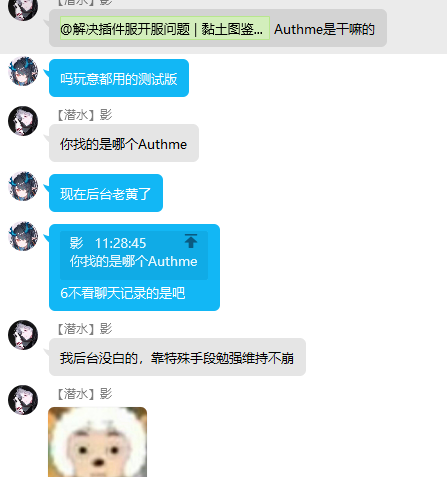 【潜水】影
@解决插件服开服问题 | 黏土图鉴... Authme是干嘛的
吗玩意都用的测试版
【潜水】影
你找的是哪个Authme
现在后台老黄了
影 11:28:45
你找的是哪个Authme
6不看聊天记录的是吧
【潜水】影
我后台没白的，靠特殊手段勉强维持不崩
【潜水】影